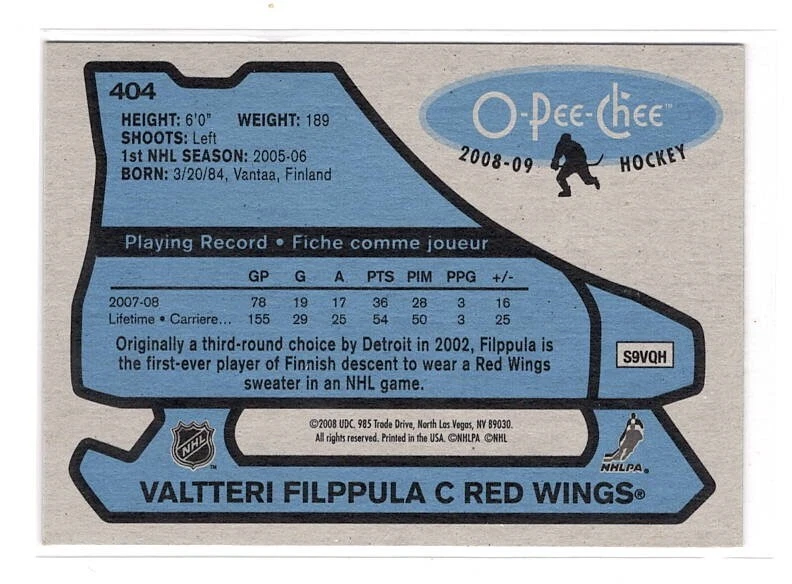 404
HEIGHT: 6'0" WEIGHT: 189
SHOOTS: Left
1st NHL SEASON: 2005-06
BORN: 3/20/84, Vantaa, Finland
O-Pee-Chee™
2008-09 HOCKEY
Playing Record • Fiche comme joueur
GP G A PTS PIM PPG +/-
2007-08 78 19 17 36 28 3 16
Lifetime • Carriere... 155 29 25 54 50 3 25
Originally a third-round choice by Detroit in 2002, Filppula is
the first-ever player of Finnish descent to wear a Red Wings
sweater in an NHL game.
S9VQH
©2008 UDC. 985 Trade Drive, North Las Vegas, NV 89030.
All rights reserved. Printed in the USA. ©NHLPA ©NHL
NHL™
NHLPA®
VALTTERI FILPPULA C RED WINGS®